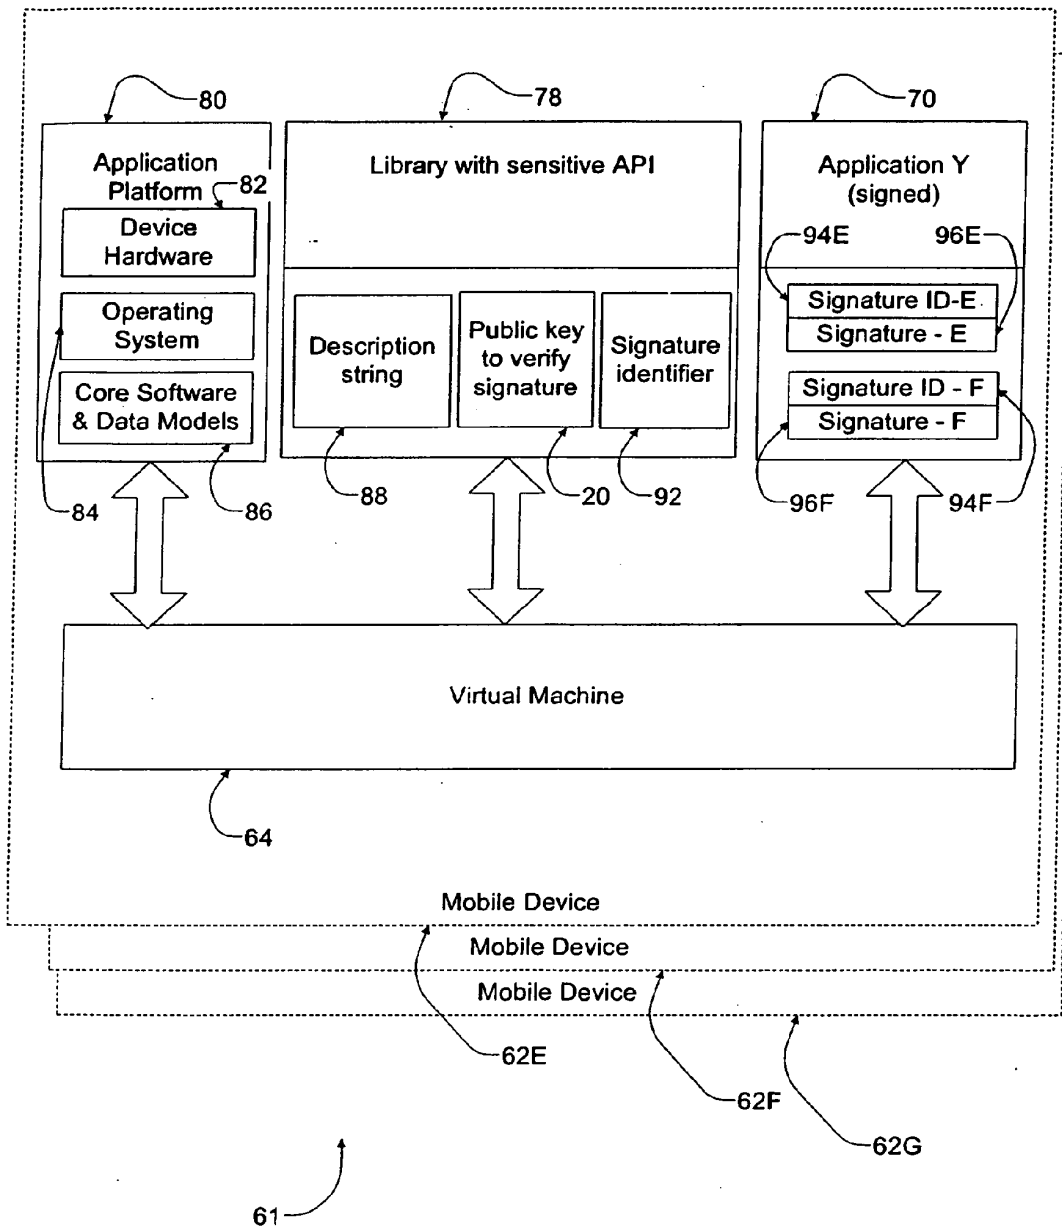 80
78
70
Application
Platform
82
Device
Hardware
Operating
System
Core Software
& Data Models
84
86
Library with sensitive API
Description
string
Public key
to verify
signature
Signature
identifier
88
20
92
Application Y
(signed)
94E
96E
Signature ID-E
Signature - E
Signature ID - F
Signature - F
96F
94F
Virtual Machine
64
Mobile Device
Mobile Device
Mobile Device
62E
62F
62G
61